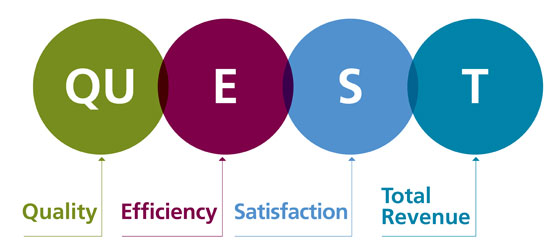 QU E S T
Quality Efficiency Satisfaction Total
Revenue